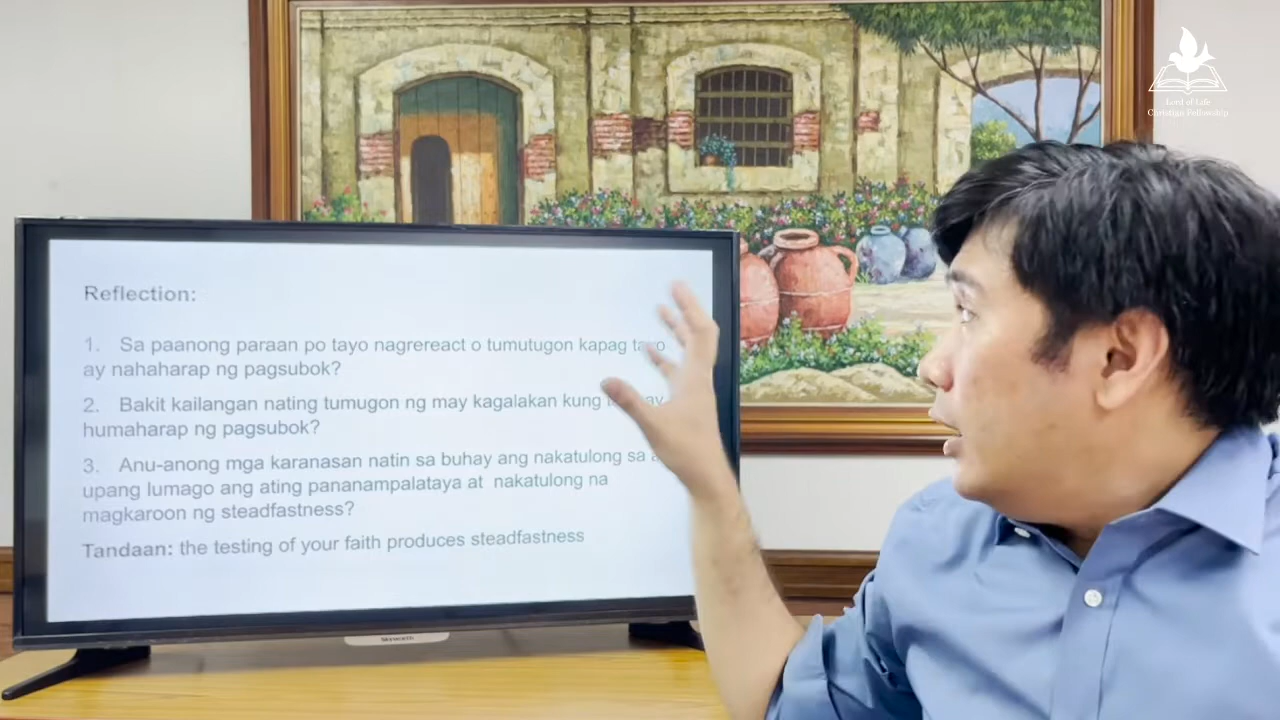 Lord of Life
Christian Fellowship
Reflection:
1. Sa paanong paraan po tayo nagrereact o tumutugon kapag tayo
ay nahaharap ng pagsubok?
2. Bakit kailangan nating tumugon ng may kagalakan kung
humaharap ng pagsubok?
3. Anu-anong mga karanasan natin sa buhay ang nakatulong sa
upang lumago ang ating pananampalataya at nakatulong na
magkaroon ng steadfastness?
Tandaan: the testing of your faith produces steadfastness
Skyworth